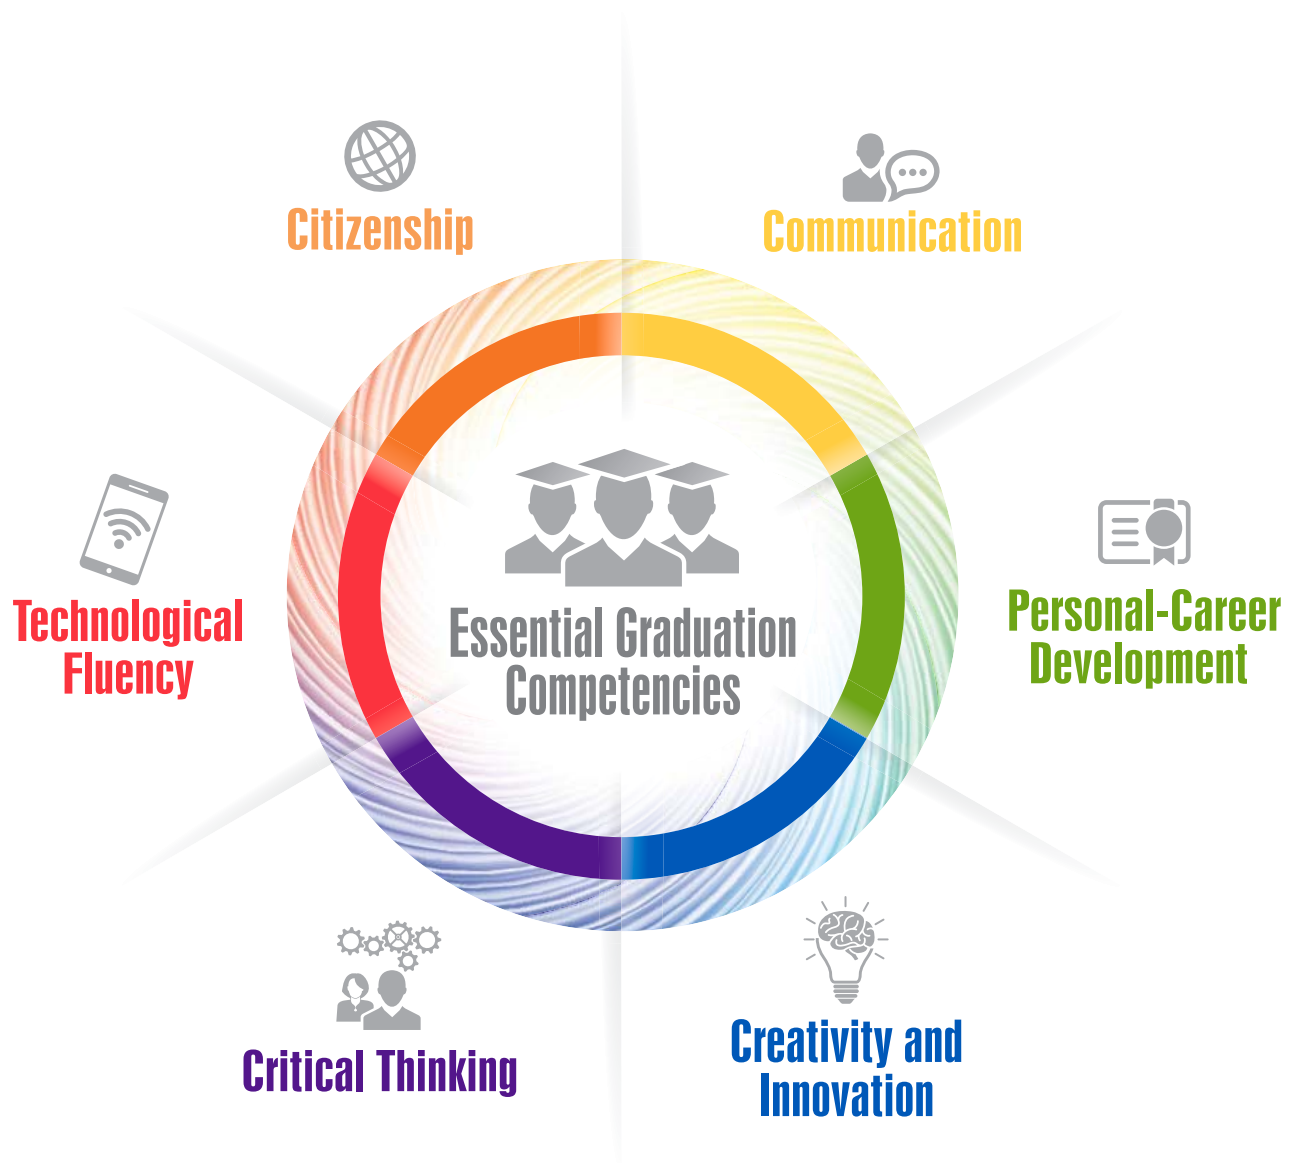 Citizenship
Communication
Technological
Fluency
Essential Graduation
Competencies
Personal-Career
Development
Critical Thinking
Creativity and
Innovation